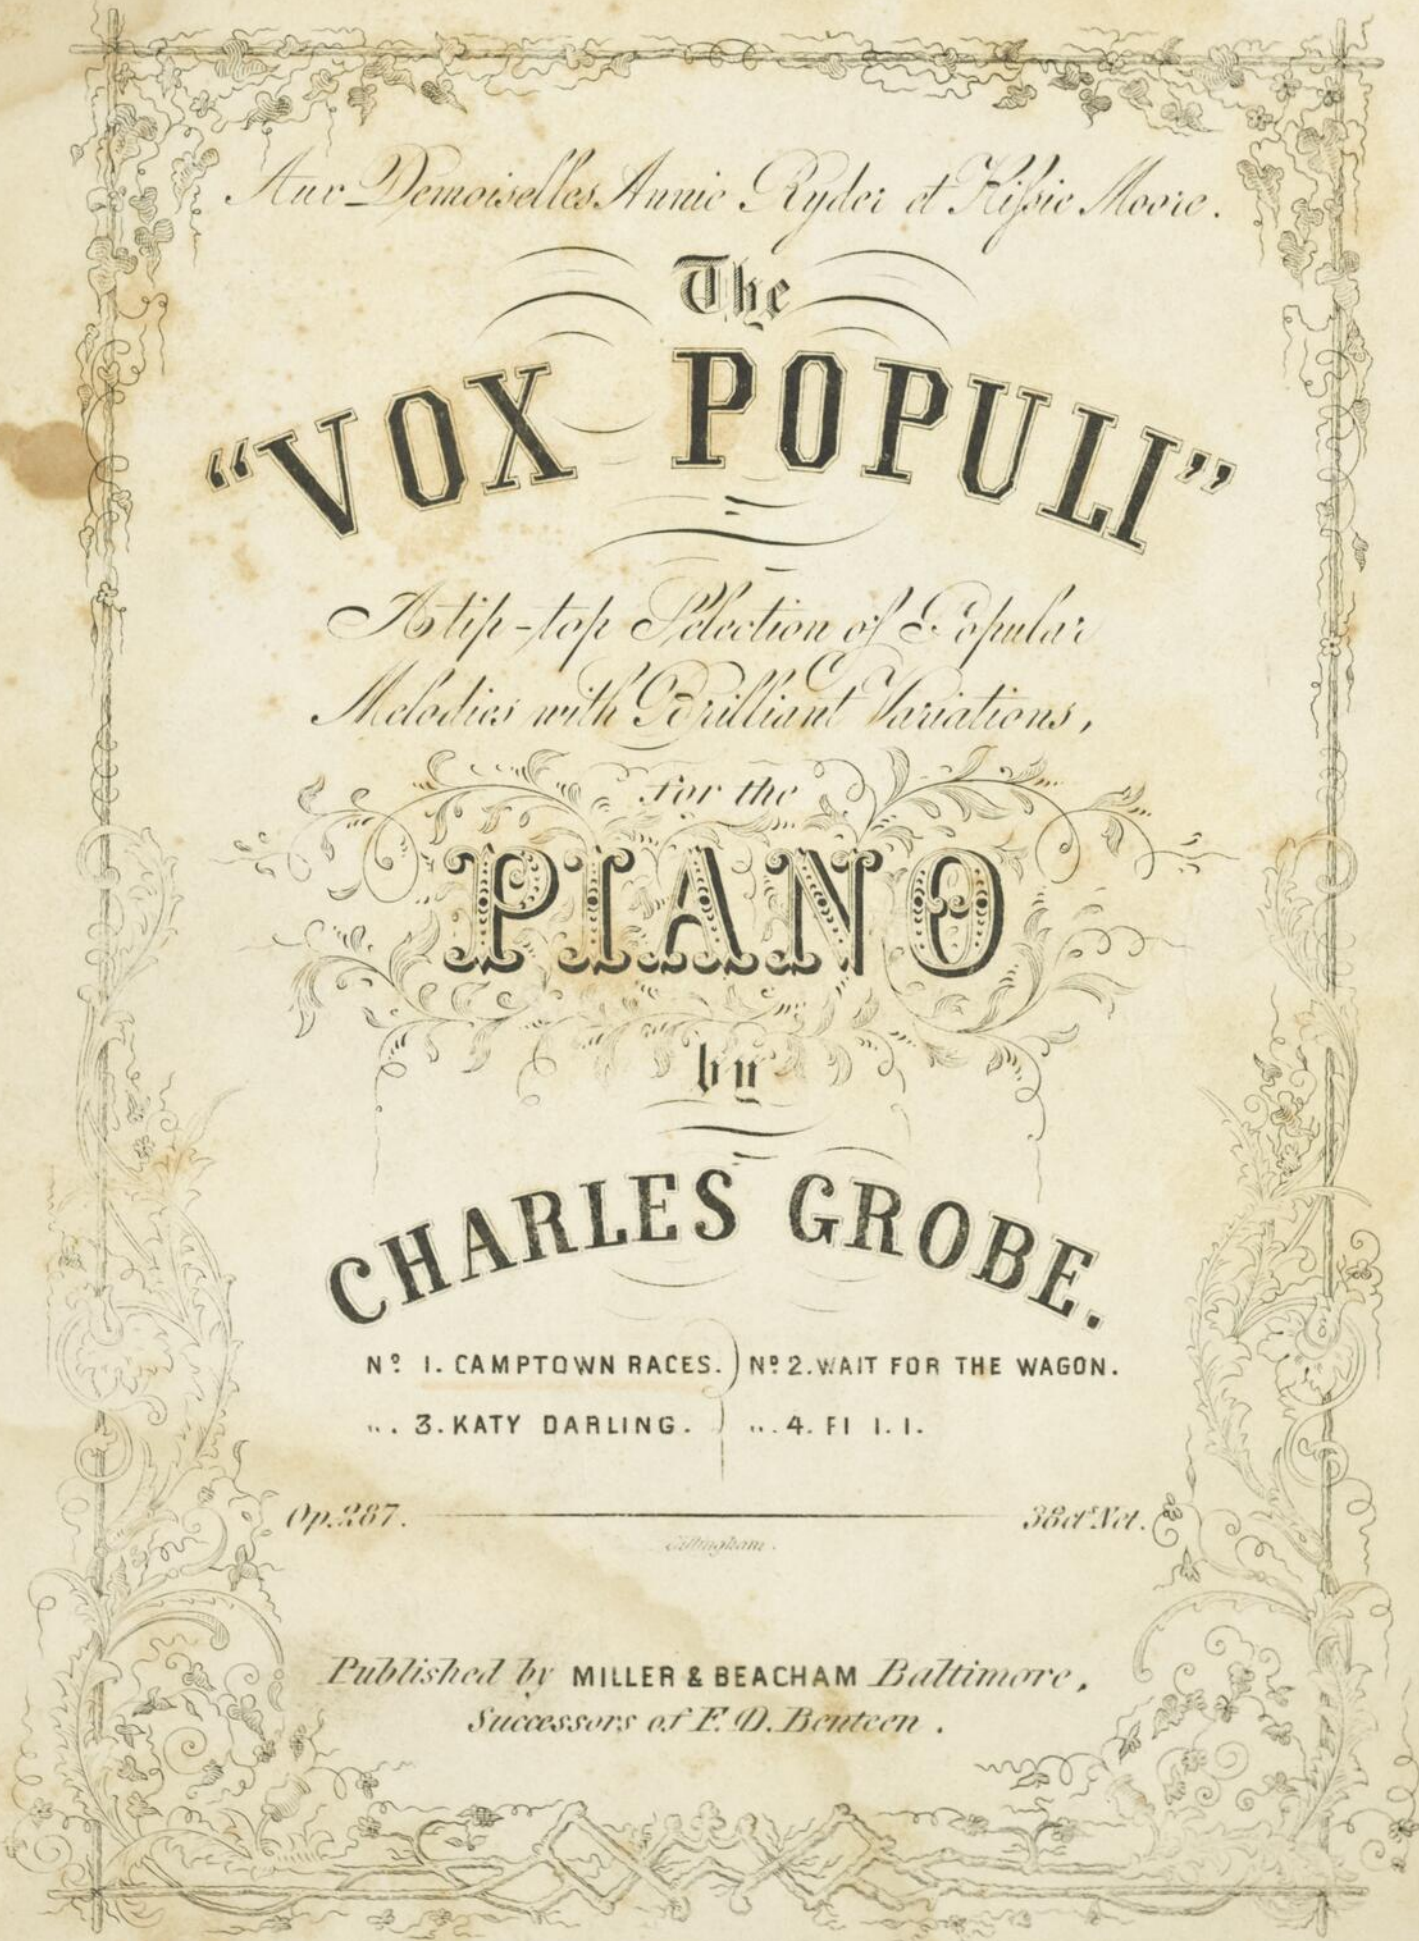 Aux Demoiselles Annie Ryder et Kissie Moore.
The
“VOX POPULI”
A tip-top Selection of Popular
Melodies with Brilliant Variations,
for the
PIANO
by
CHARLES GROBE.
Nº 1. CAMPTOWN RACES. Nº 2. WAIT FOR THE WAGON.
" . 3. KATY DARLING. " . 4. FI I. I.
Op. 287. 38 cts Net.
Gillingham.
Published by MILLER & BEACHAM Baltimore,
Successors of F. D. Benteen.